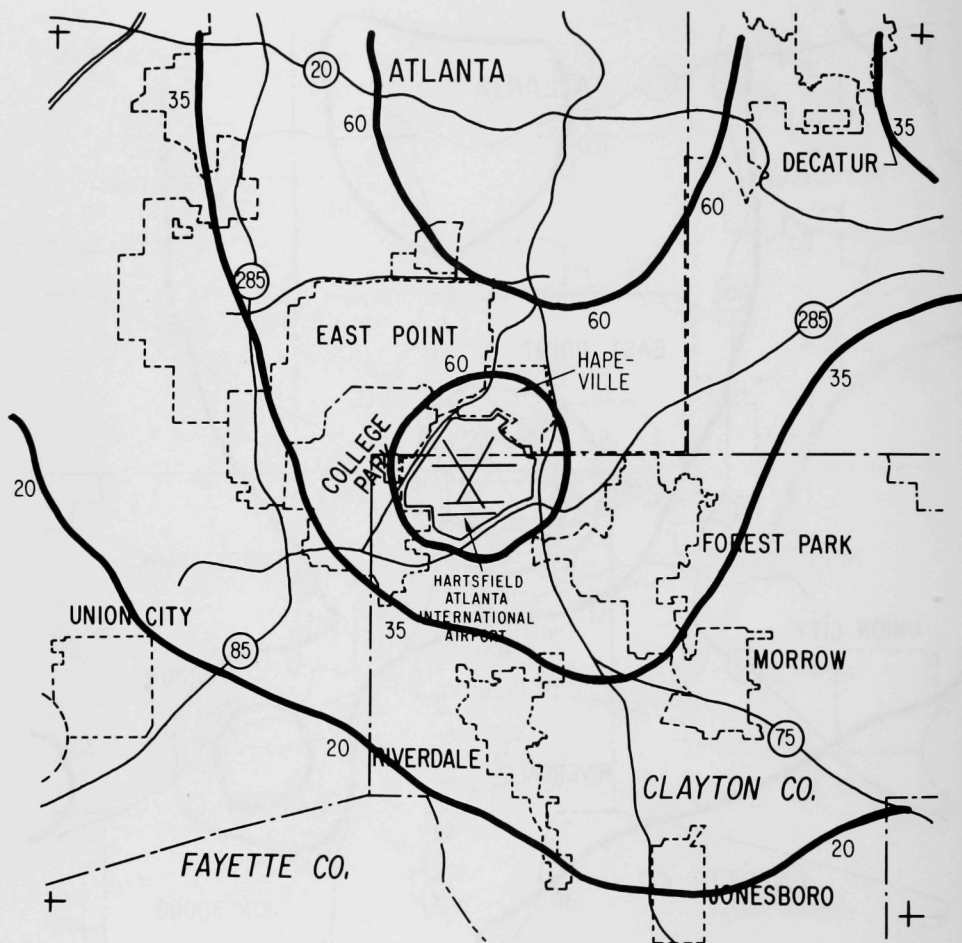 20
ATLANTA
35
60
35
DECATUR
60
285
60
285
EAST POINT
60
HAPE-
VILLE
35
COLLEGE
PARK
20
FOREST PARK
HARTSFIELD
ATLANTA
INTERNATIONAL
AIRPORT
UNION CITY
35
85
MORROW
20
RIVERDALE
75
CLAYTON CO.
FAYETTE CO.
20
JONESBORO